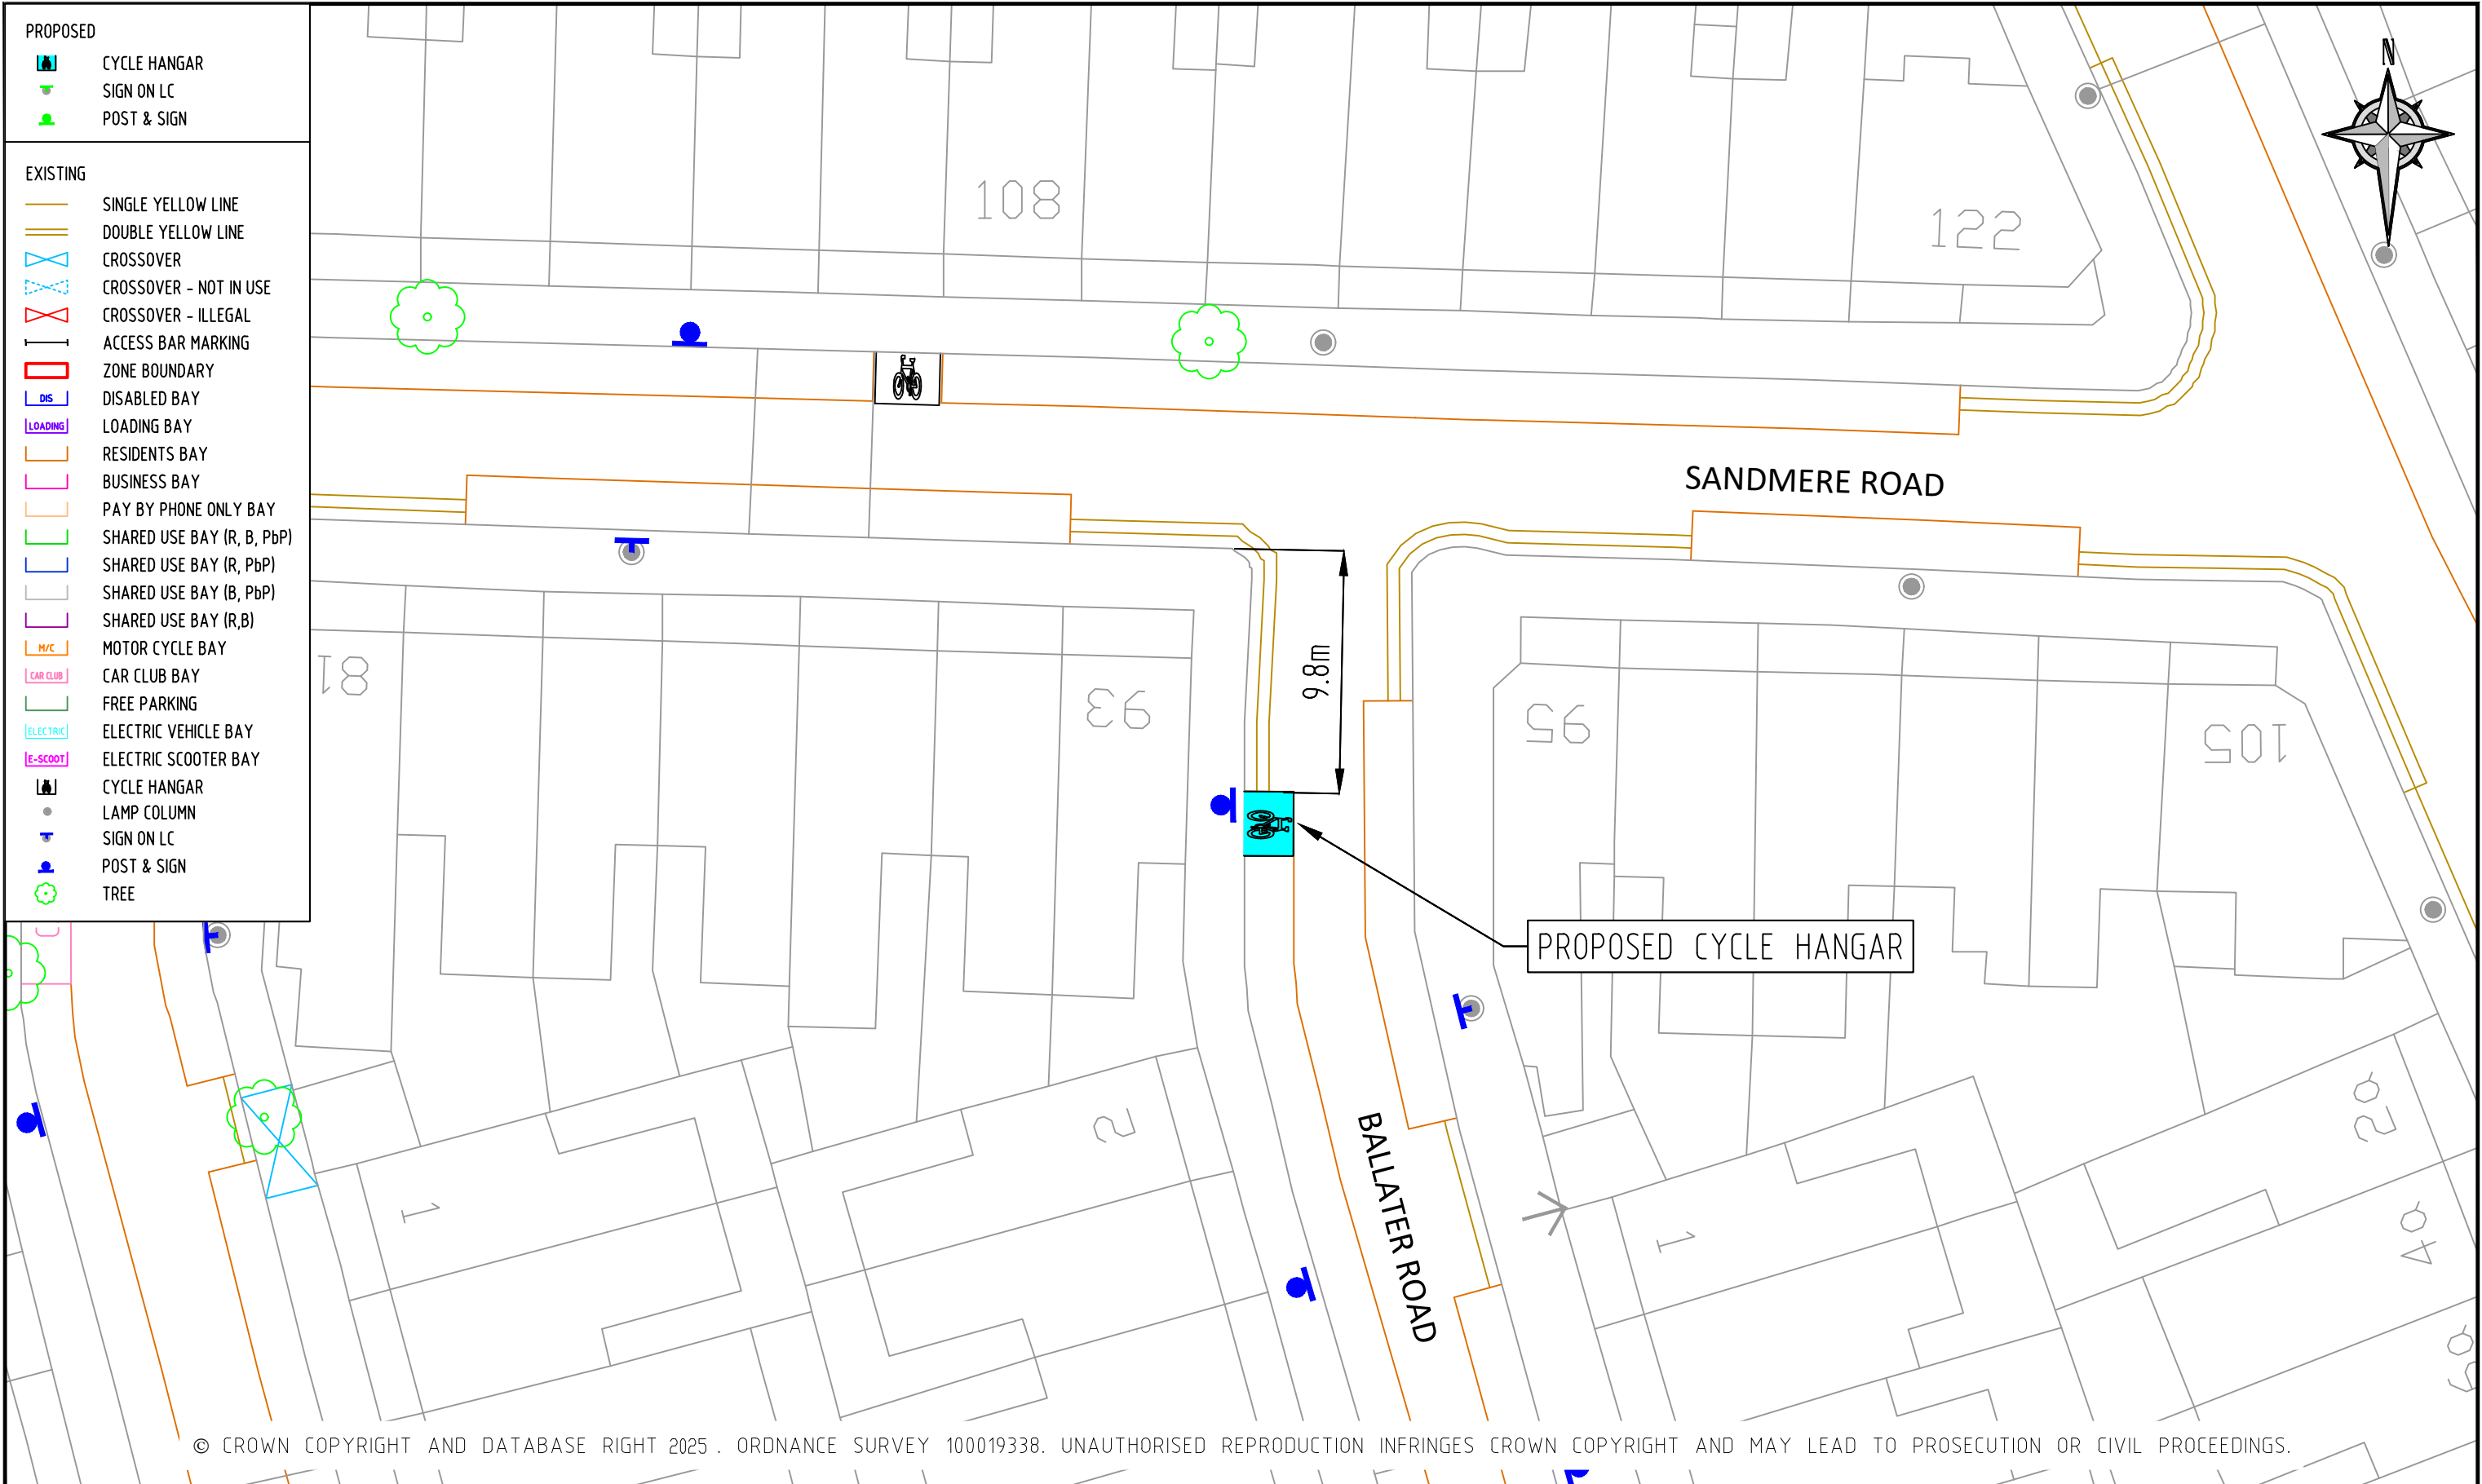 PROPOSED
CYCLE HANGAR
SIGN ON LC
POST & SIGN
EXISTING
SINGLE YELLOW LINE
DOUBLE YELLOW LINE
CROSSOVER
CROSSOVER - NOT IN USE
CROSSOVER - ILLEGAL
ACCESS BAR MARKING
ZONE BOUNDARY
DIS DISABLED BAY
LOADING LOADING BAY
RESIDENTS BAY
BUSINESS BAY
PAY BY PHONE ONLY BAY
SHARED USE BAY (R, B, PbP)
SHARED USE BAY (R, PbP)
SHARED USE BAY (B, PbP)
SHARED USE BAY (R,B)
M/C MOTOR CYCLE BAY
CAR CLUB CAR CLUB BAY
FREE PARKING
ELECTRIC ELECTRIC VEHICLE BAY
E-SCOOT ELECTRIC SCOOTER BAY
CYCLE HANGAR
LAMP COLUMN
SIGN ON LC
POST & SIGN
TREE
N
108
122
SANDMERE ROAD
81
93
9.8m
95
105
PROPOSED CYCLE HANGAR
BALLATER ROAD
1
2
1
29
40
© CROWN COPYRIGHT AND DATABASE RIGHT 2025 . ORDNANCE SURVEY 100019338. UNAUTHORISED REPRODUCTION INFRINGES CROWN COPYRIGHT AND MAY LEAD TO PROSECUTION OR CIVIL PROCEEDINGS.